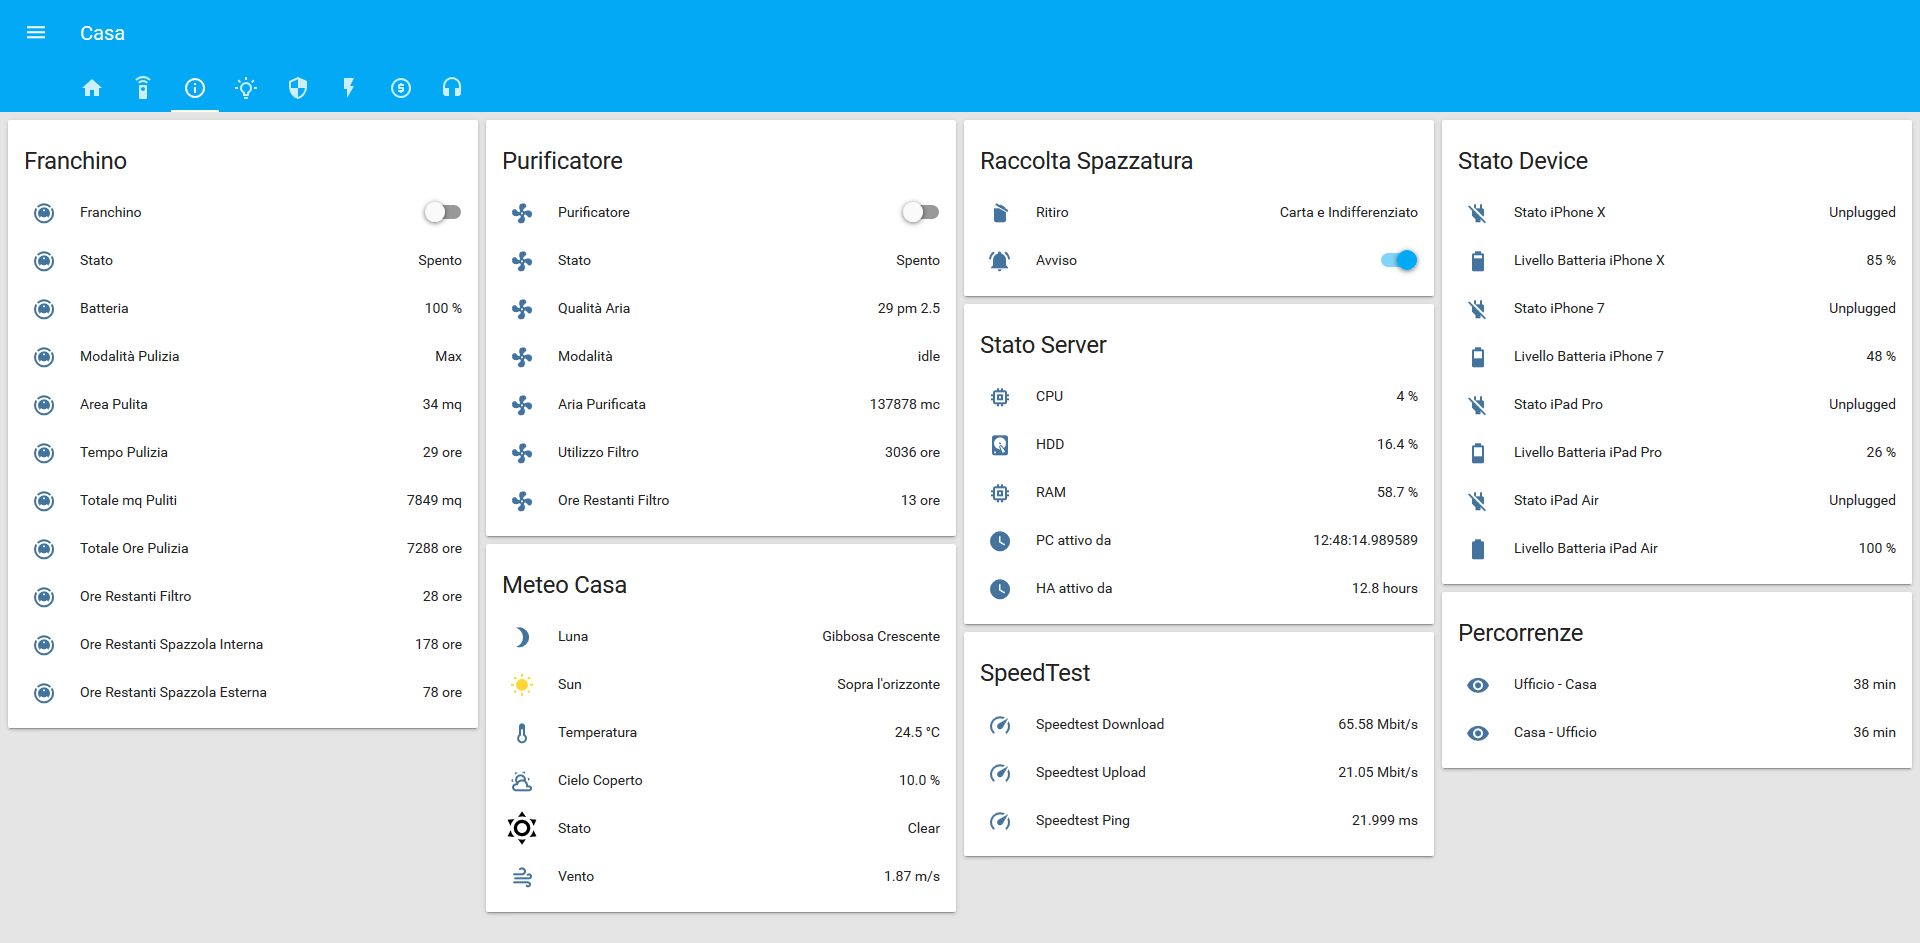 Casa
Franchino
Franchino
Stato Spento
Batteria 100 %
Modalità Pulizia Max
Area Pulita 34 mq
Tempo Pulizia 29 ore
Totale mq Puliti 7849 mq
Totale Ore Pulizia 7288 ore
Ore Restanti Filtro 28 ore
Ore Restanti Spazzola Interna 178 ore
Ore Restanti Spazzola Esterna 78 ore
Purificatore
Purificatore
Stato Spento
Qualità Aria 29 pm 2.5
Modalità idle
Aria Purificata 137878 mc
Utilizzo Filtro 3036 ore
Ore Restanti Filtro 13 ore
Meteo Casa
Luna Gibbosa Crescente
Sun Sopra l'orizzonte
Temperatura 24.5 °C
Cielo Coperto 10.0 %
Stato Clear
Vento 1.87 m/s
Raccolta Spazzatura
Ritiro Carta e Indifferenziato
Avviso
Stato Server
CPU 4 %
HDD 16.4 %
RAM 58.7 %
PC attivo da 12:48:14.989589
HA attivo da 12.8 hours
SpeedTest
Speedtest Download 65.58 Mbit/s
Speedtest Upload 21.05 Mbit/s
Speedtest Ping 21.999 ms
Stato Device
Stato iPhone X Unplugged
Livello Batteria iPhone X 85 %
Stato iPhone 7 Unplugged
Livello Batteria iPhone 7 48 %
Stato iPad Pro Unplugged
Livello Batteria iPad Pro 26 %
Stato iPad Air Unplugged
Livello Batteria iPad Air 100 %
Percorrenze
Ufficio - Casa 38 min
Casa - Ufficio 36 min